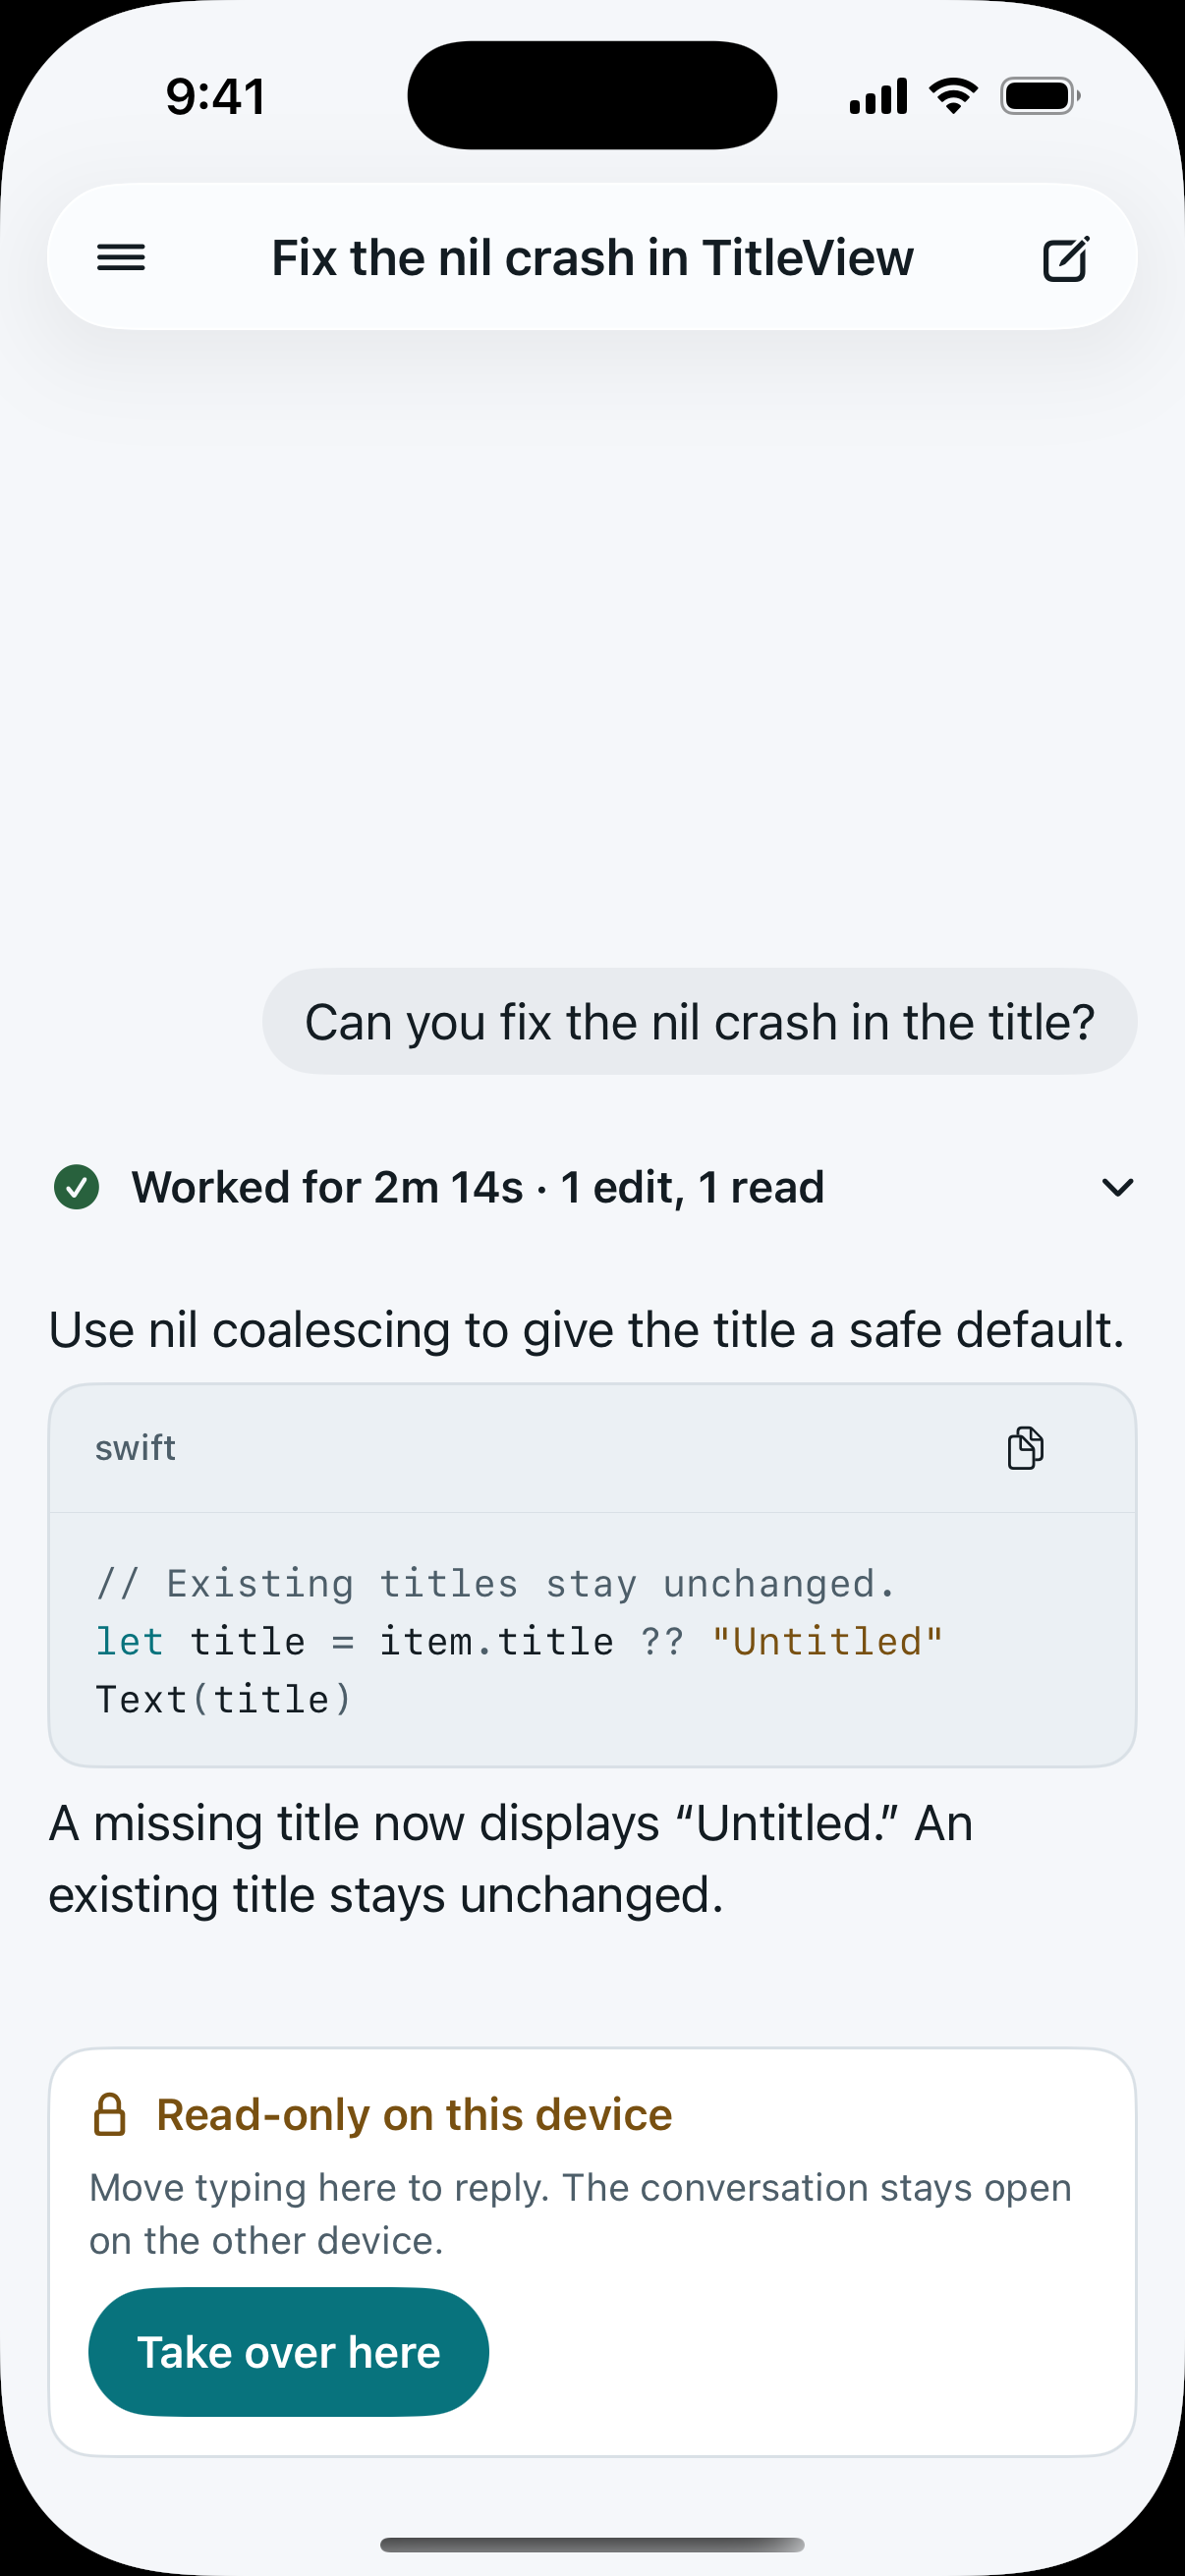 9:41
Fix the nil crash in TitleView
Can you fix the nil crash in the title?
Worked for 2m 14s · 1 edit, 1 read
Use nil coalescing to give the title a safe default.
swift
// Existing titles stay unchanged.
let title = item.title ?? "Untitled"
Text(title)
A missing title now displays “Untitled.” An
existing title stays unchanged.
Read-only on this device
Move typing here to reply. The conversation stays open
on the other device.
Take over here